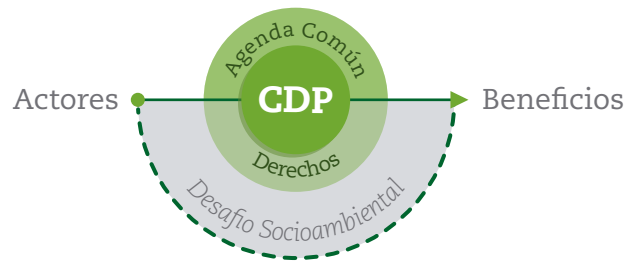 Agenda Común
Actores
CDP
Beneficios
Derechos
Desafío Socioambiental